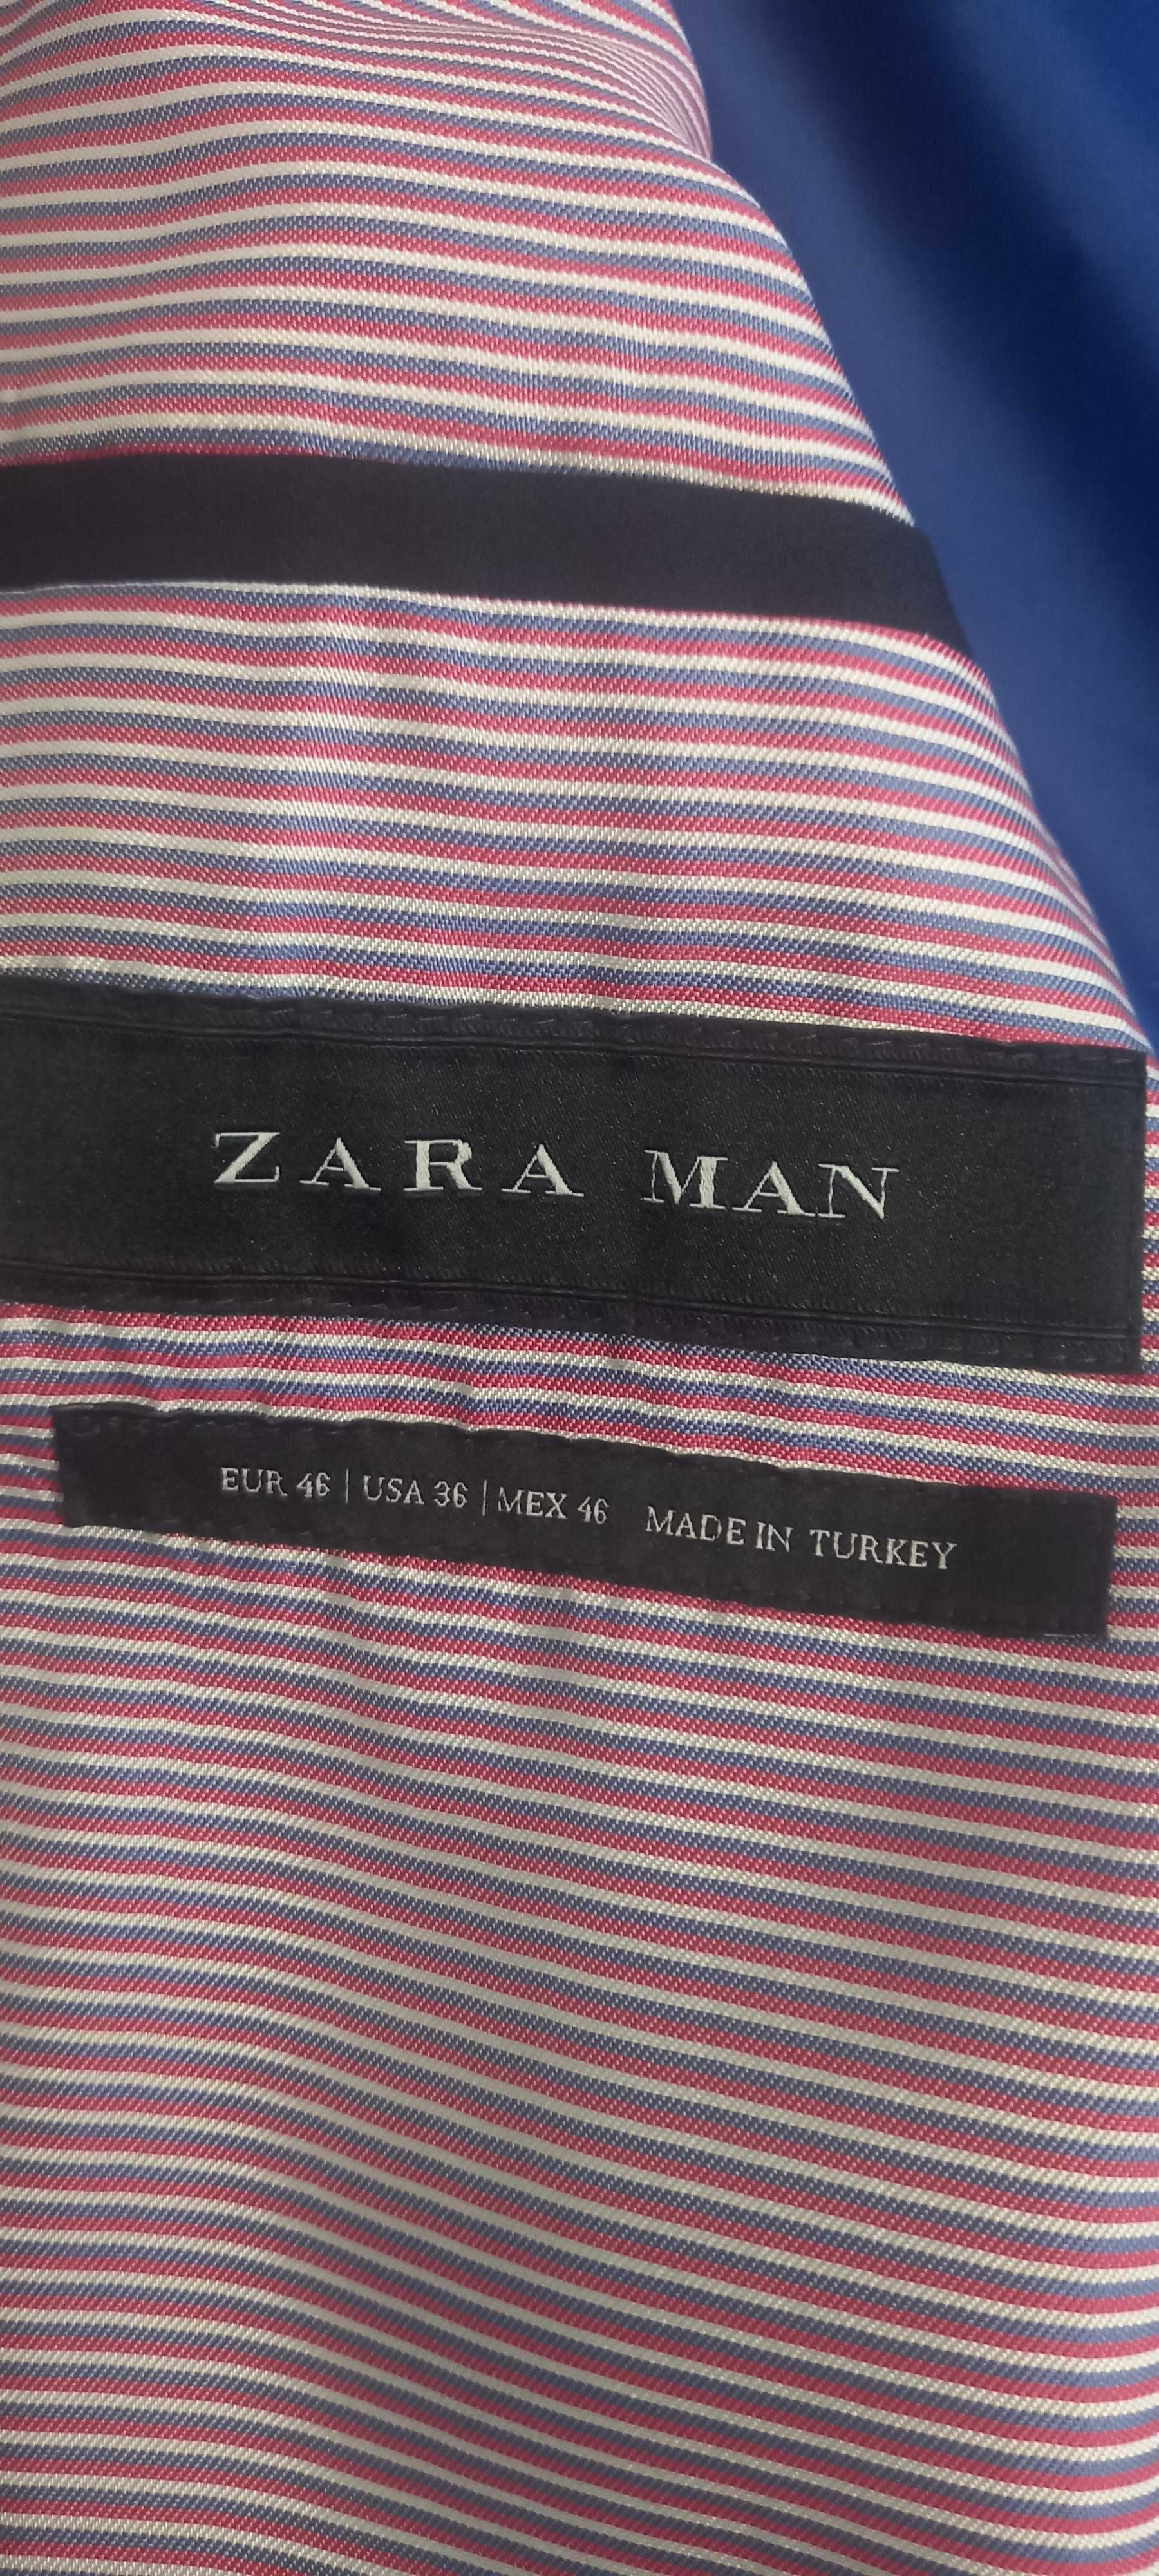 ZARA MAN
EUR 46 | USA 36 | MEX 46 MADE IN TURKEY